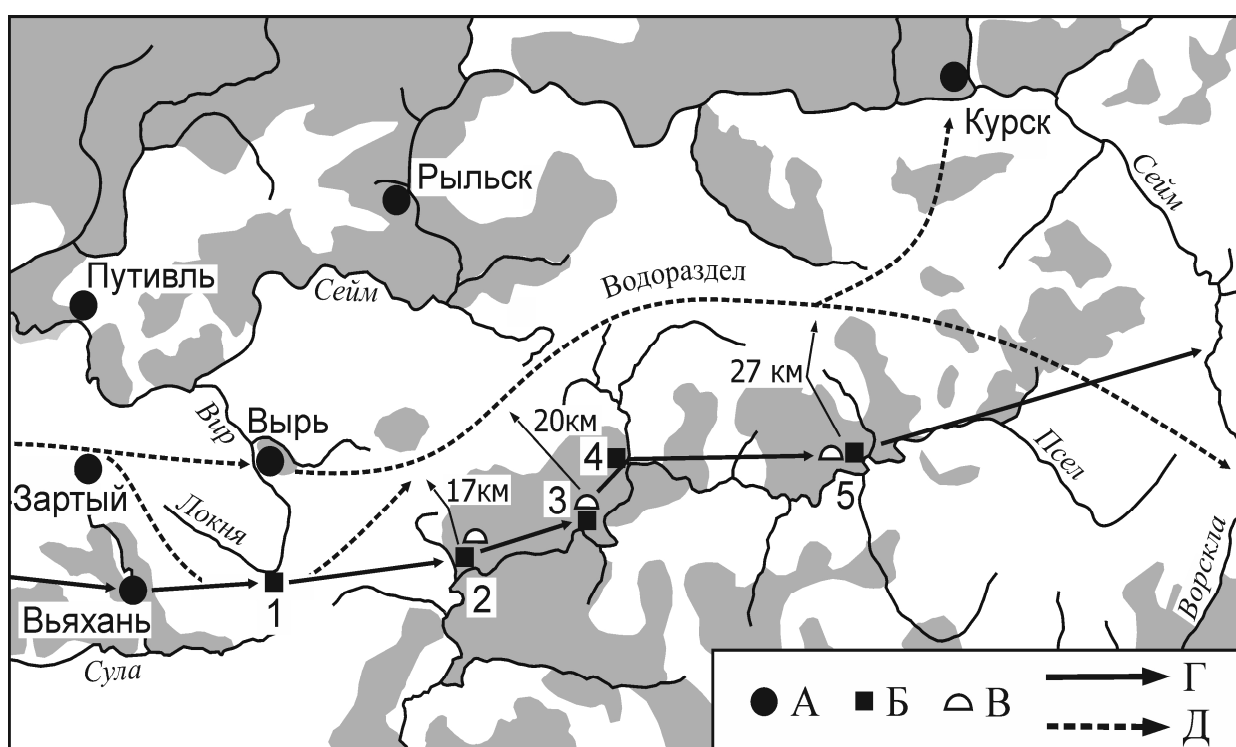 Курск
Сейм
Рыльск
Водораздел
Путивль
Сейм
27 км
Вир
Вырь
20км
4
Псел
Зартый
Локня
17км
3
5
Ворскла
2
1
Вьяхань
Сула
А
Б
В
Г
Д